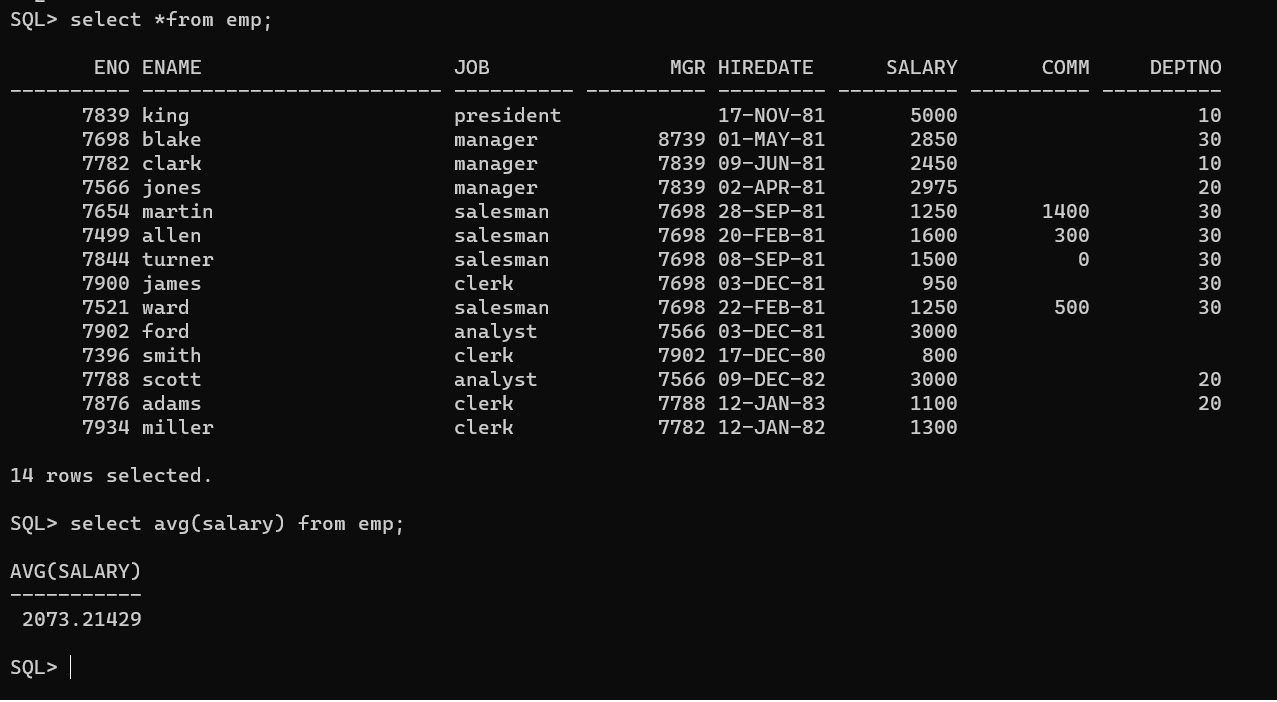 SQL> select *from emp;
       ENO ENAME                     JOB               MGR HIREDATE      SALARY       COMM     DEPTNO
---------- ------------------------- ---------- ---------- --------- ---------- ---------- ----------
      7839 king                      president             17-NOV-81       5000                    10
      7698 blake                     manager          8739 01-MAY-81       2850                    30
      7782 clark                     manager          7839 09-JUN-81       2450                    10
      7566 jones                     manager          7839 02-APR-81       2975                    20
      7654 martin                    salesman         7698 28-SEP-81       1250       1400         30
      7499 allen                     salesman         7698 20-FEB-81       1600        300         30
      7844 turner                    salesman         7698 08-SEP-81       1500          0         30
      7900 james                     clerk            7698 03-DEC-81        950                    30
      7521 ward                      salesman         7698 22-FEB-81       1250        500         30
      7902 ford                      analyst          7566 03-DEC-81       3000
      7396 smith                     clerk            7902 17-DEC-80        800
      7788 scott                     analyst          7566 09-DEC-82       3000                    20
      7876 adams                     clerk            7788 12-JAN-83       1100                    20
      7934 miller                    clerk            7782 12-JAN-82       1300
14 rows selected.
SQL> select avg(salary) from emp;
AVG(SALARY)
-----------
 2073.21429
SQL>